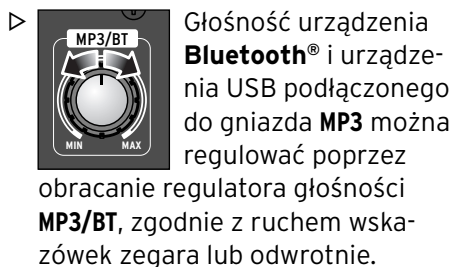 MP3/BT
MIN MAX
▷ Głośność urządzenia
Bluetooth® i urządze-
nia USB podłączonego
do gniazda MP3 można
regulować poprzez
obracanie regulatora głośności
MP3/BT, zgodnie z ruchem wska-
zówek zegara lub odwrotnie.